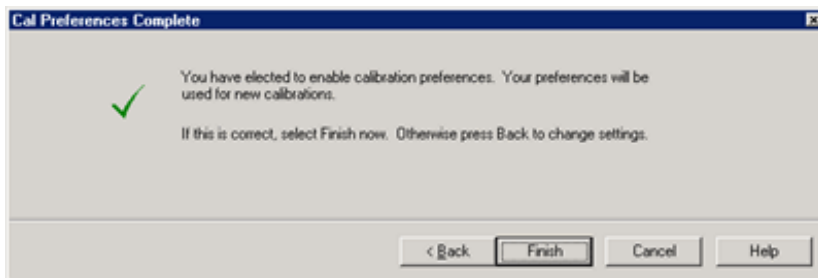 Cal Preferences Complete
You have elected to enable calibration preferences. Your preferences will be
used for new calibrations.
If this is correct, select Finish now. Otherwise press Back to change settings.
< Back
Finish
Cancel
Help